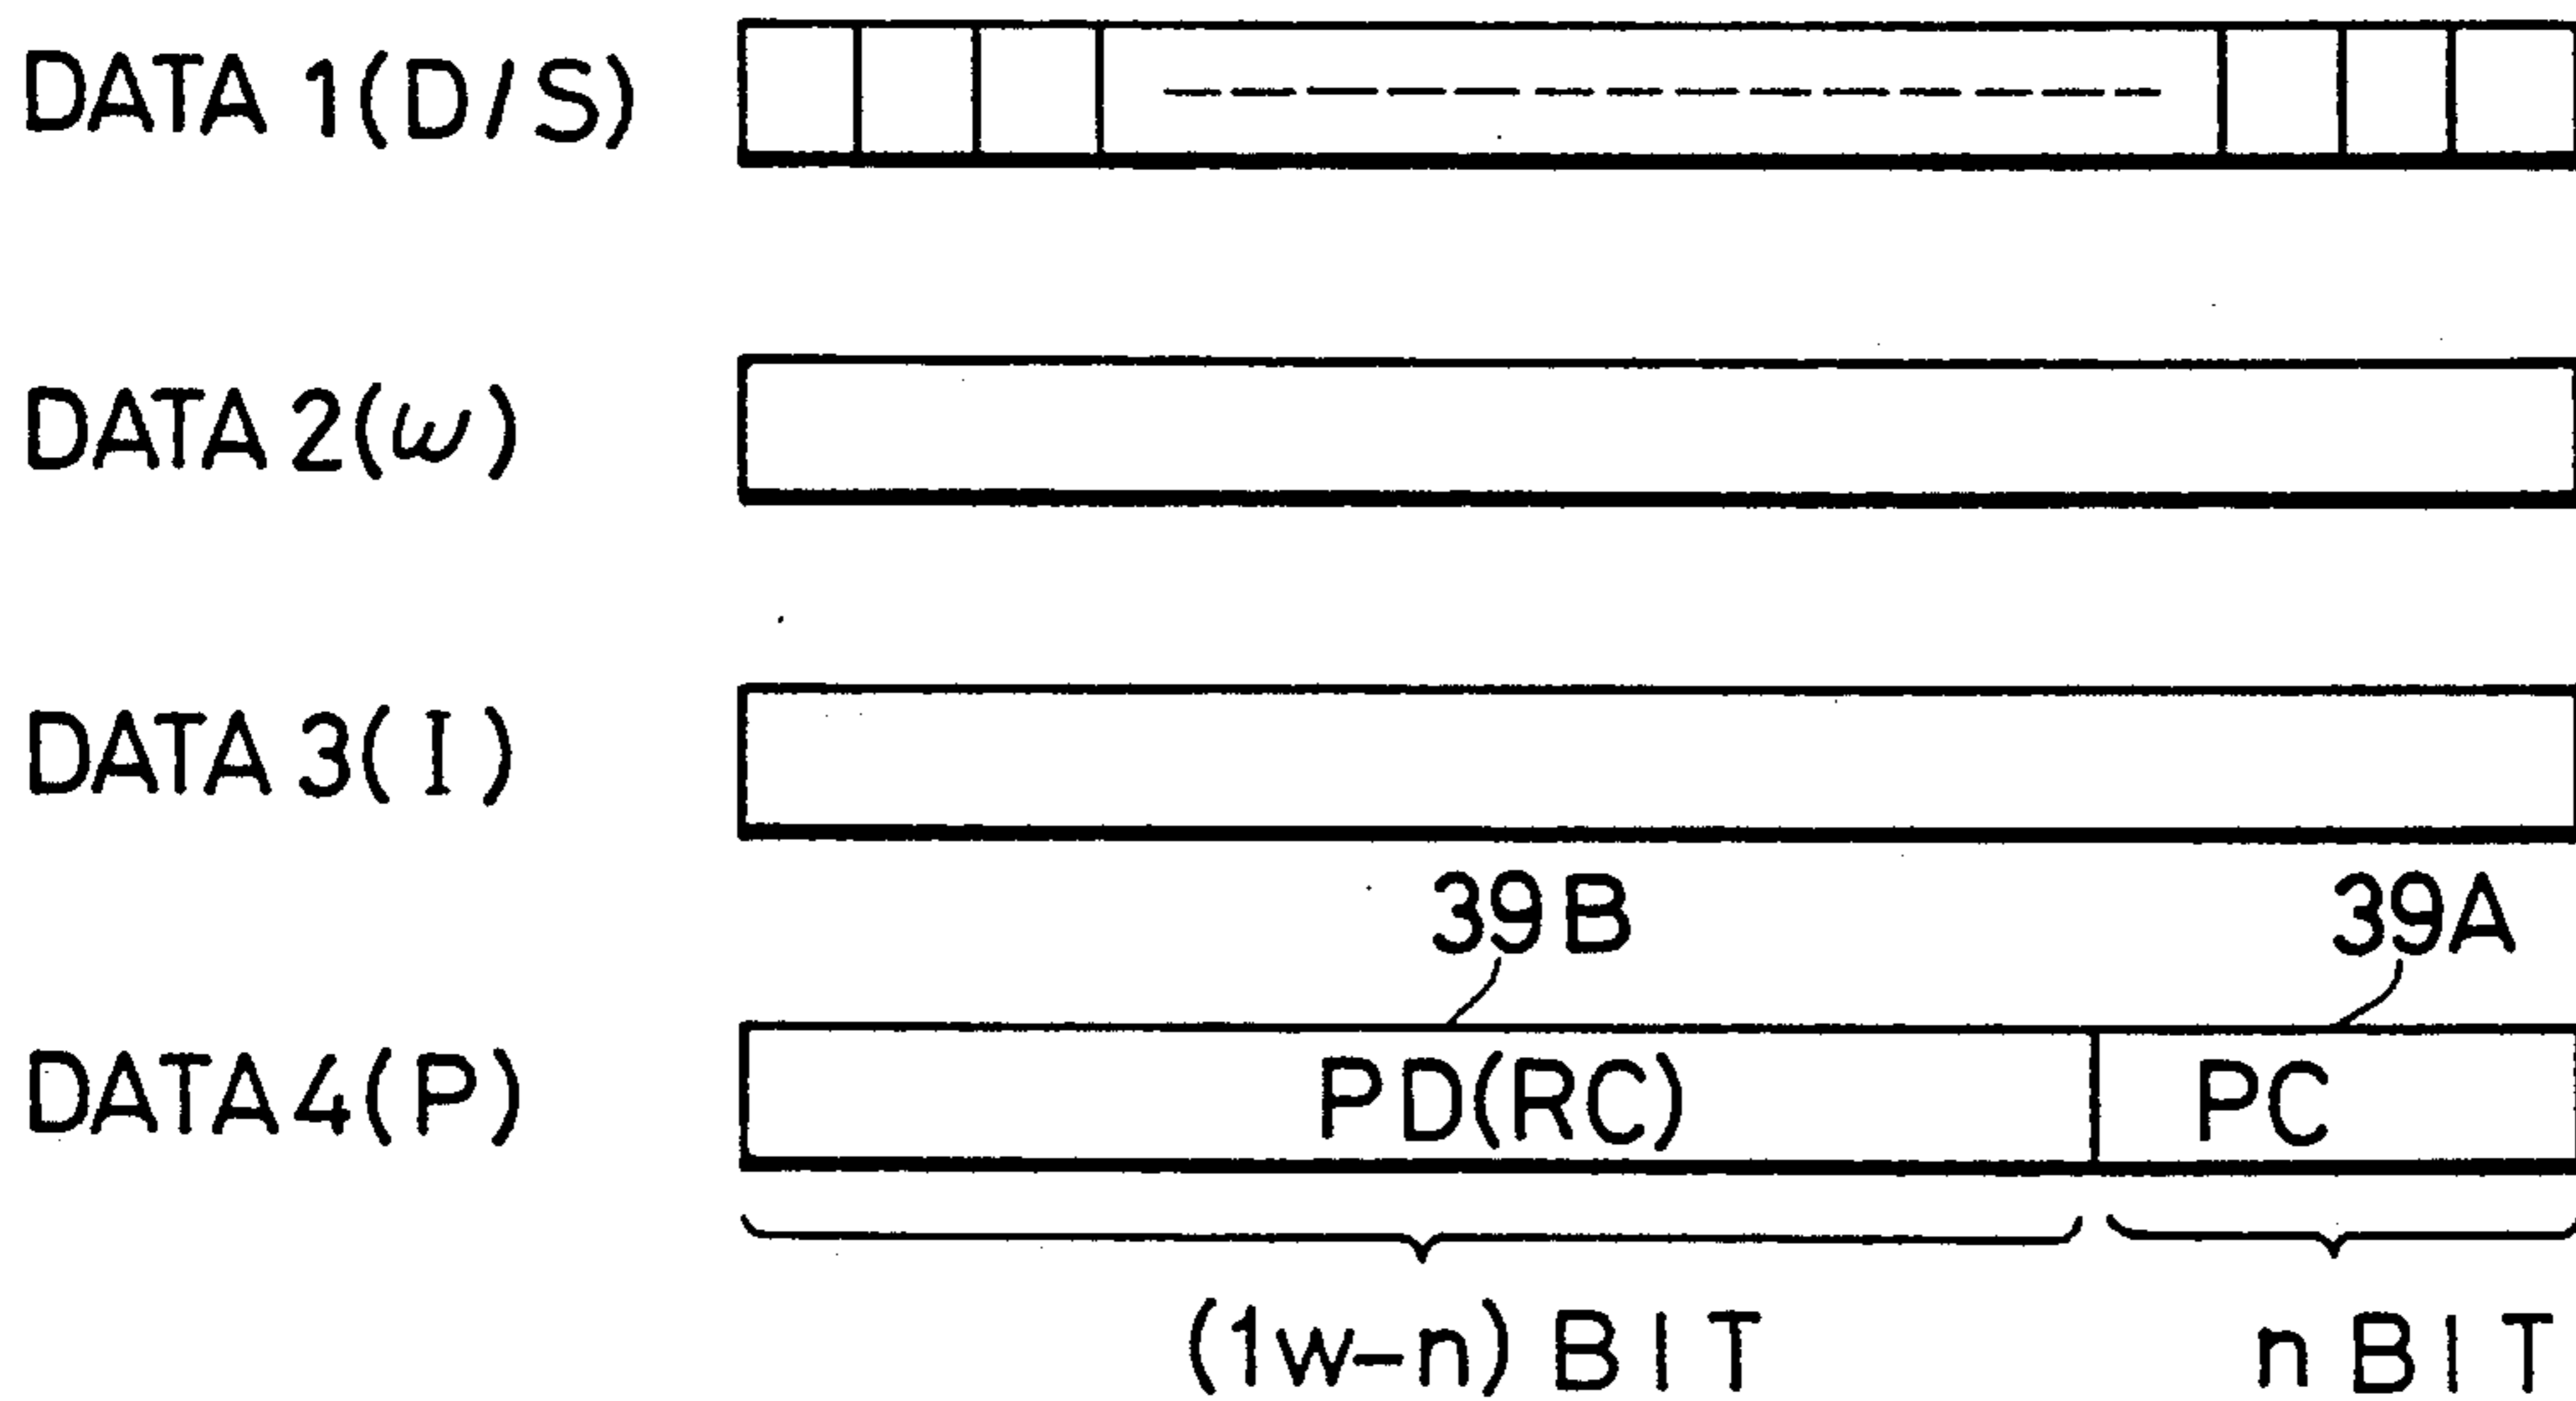 DATA 1(D/S)
DATA 2(ω)
DATA 3(I)
39B 39A
DATA4(P) PD(RC) PC
(1w-n) BIT n BIT